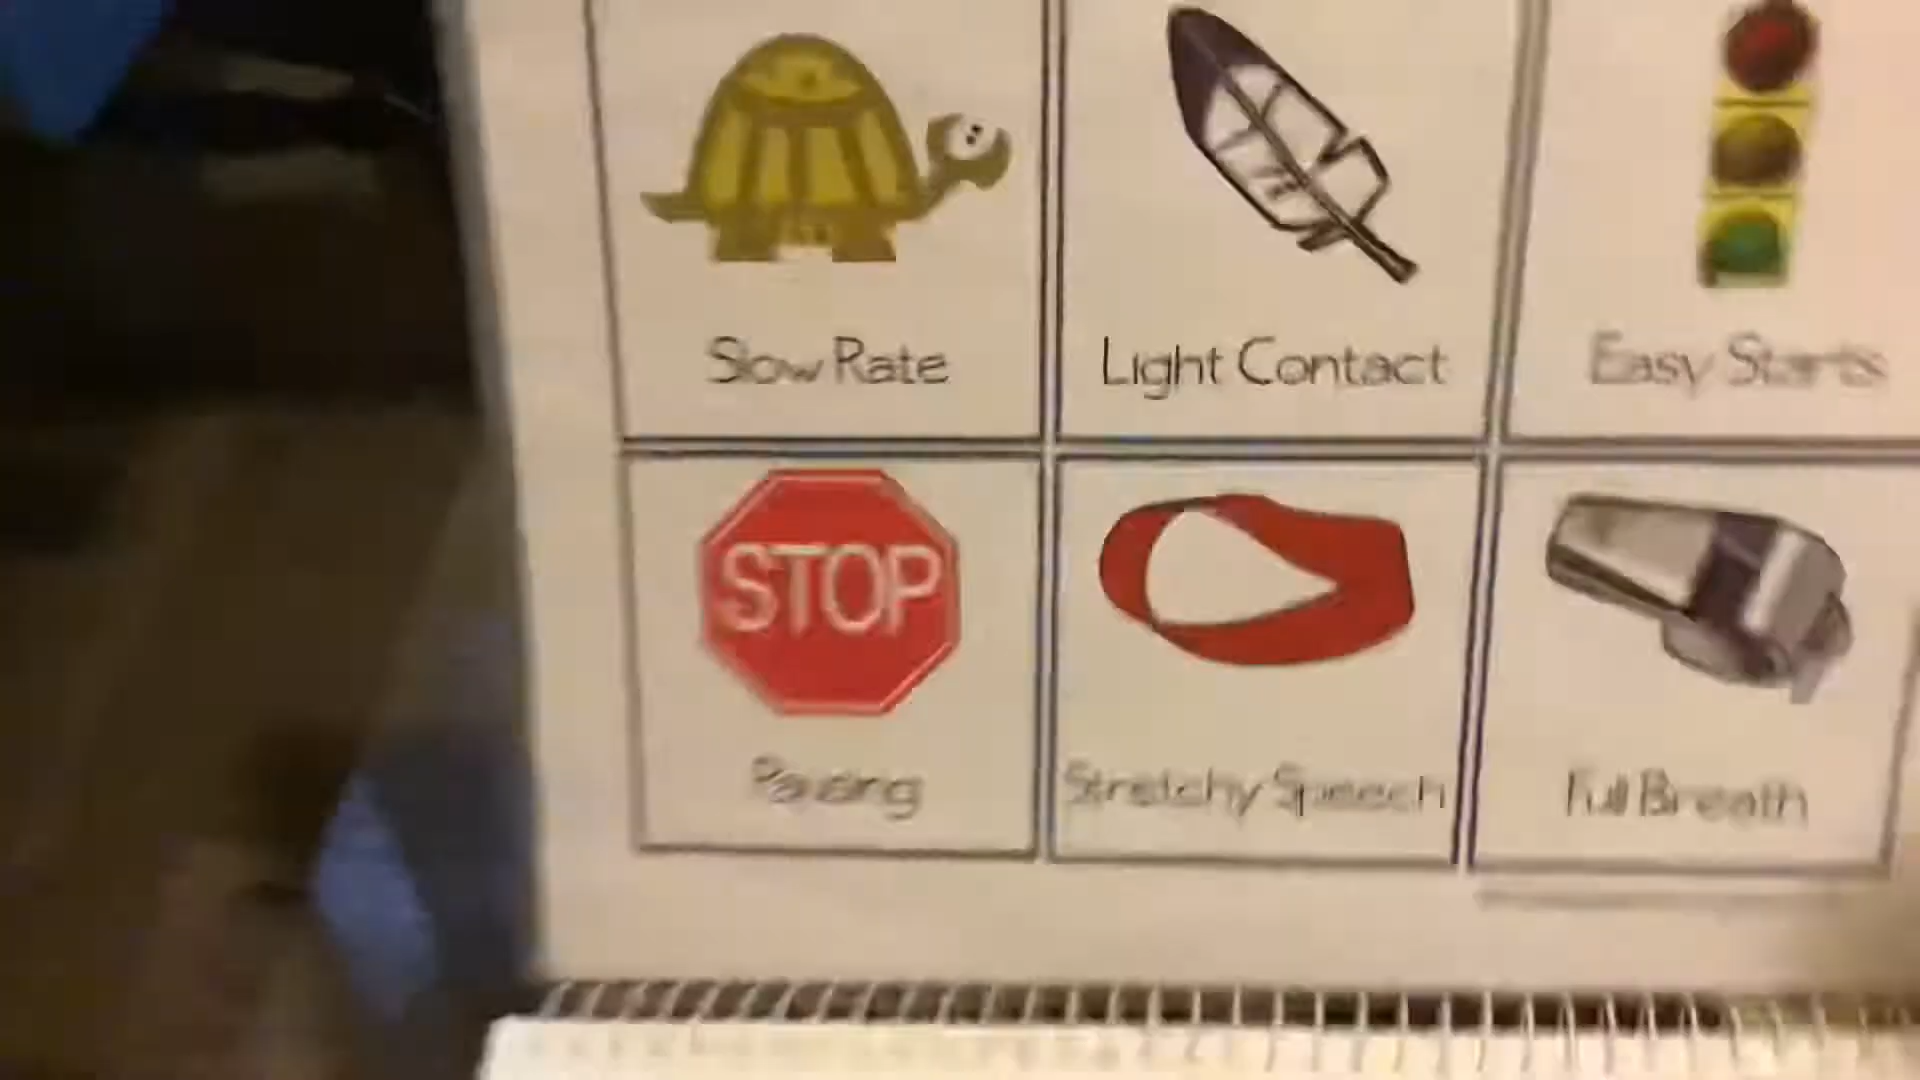 Slow Rate
Light Contact
Easy Starts
STOP
Pausing
Stretchy Speech
Full Breath